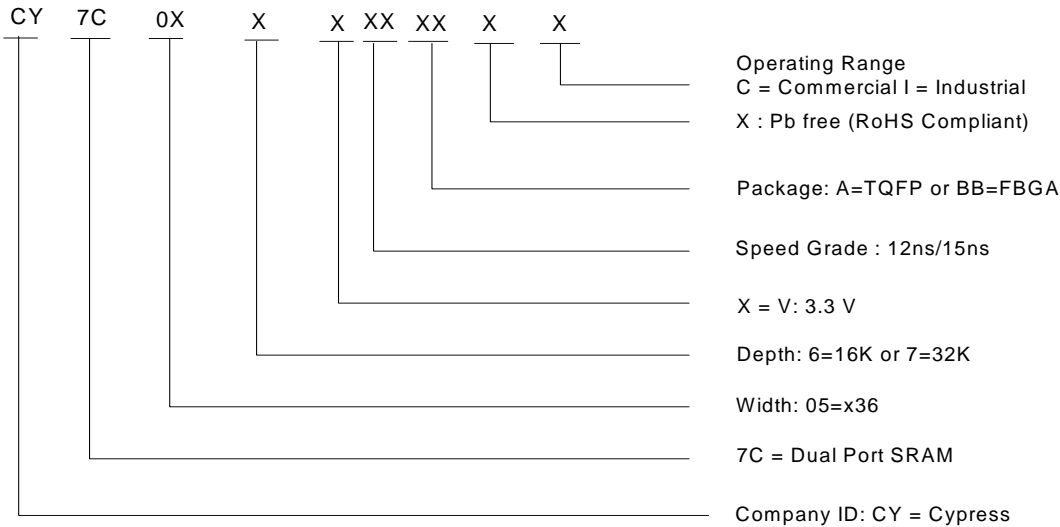 CY 7C 0X X X XX XX X X
Operating Range
C = Commercial I = Industrial
X : Pb free (RoHS Compliant)
Package: A=TQFP or BB=FBGA
Speed Grade : 12ns/15ns
X = V: 3.3 V
Depth: 6=16K or 7=32K
Width: 05=x36
7C = Dual Port SRAM
Company ID: CY = Cypress